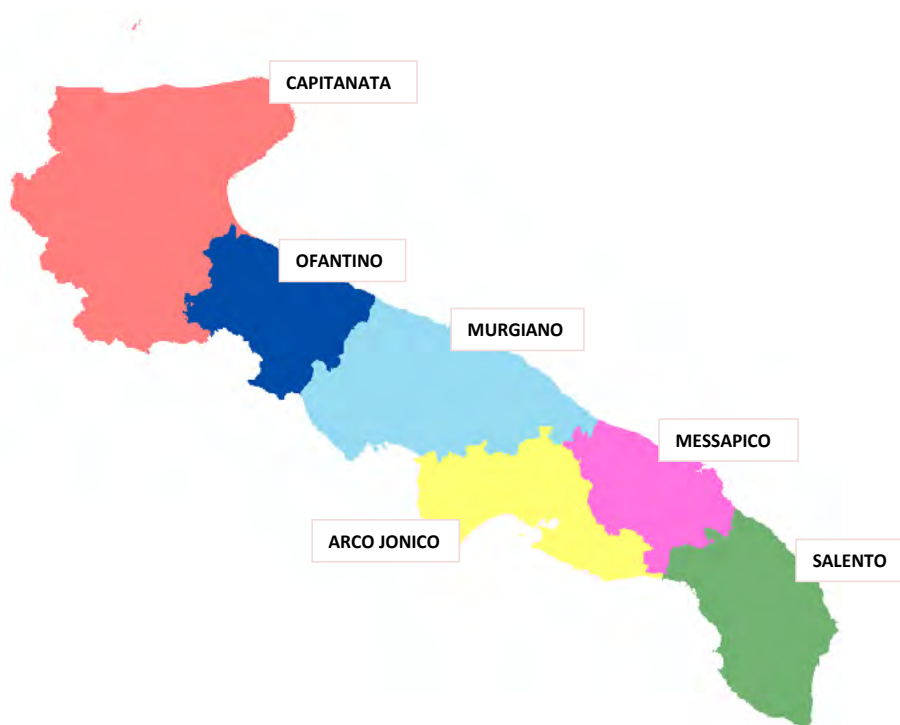 CAPITANATA
OFANTINO
MURGIANO
MESSAPICO
ARCO JONICO
SALENTO